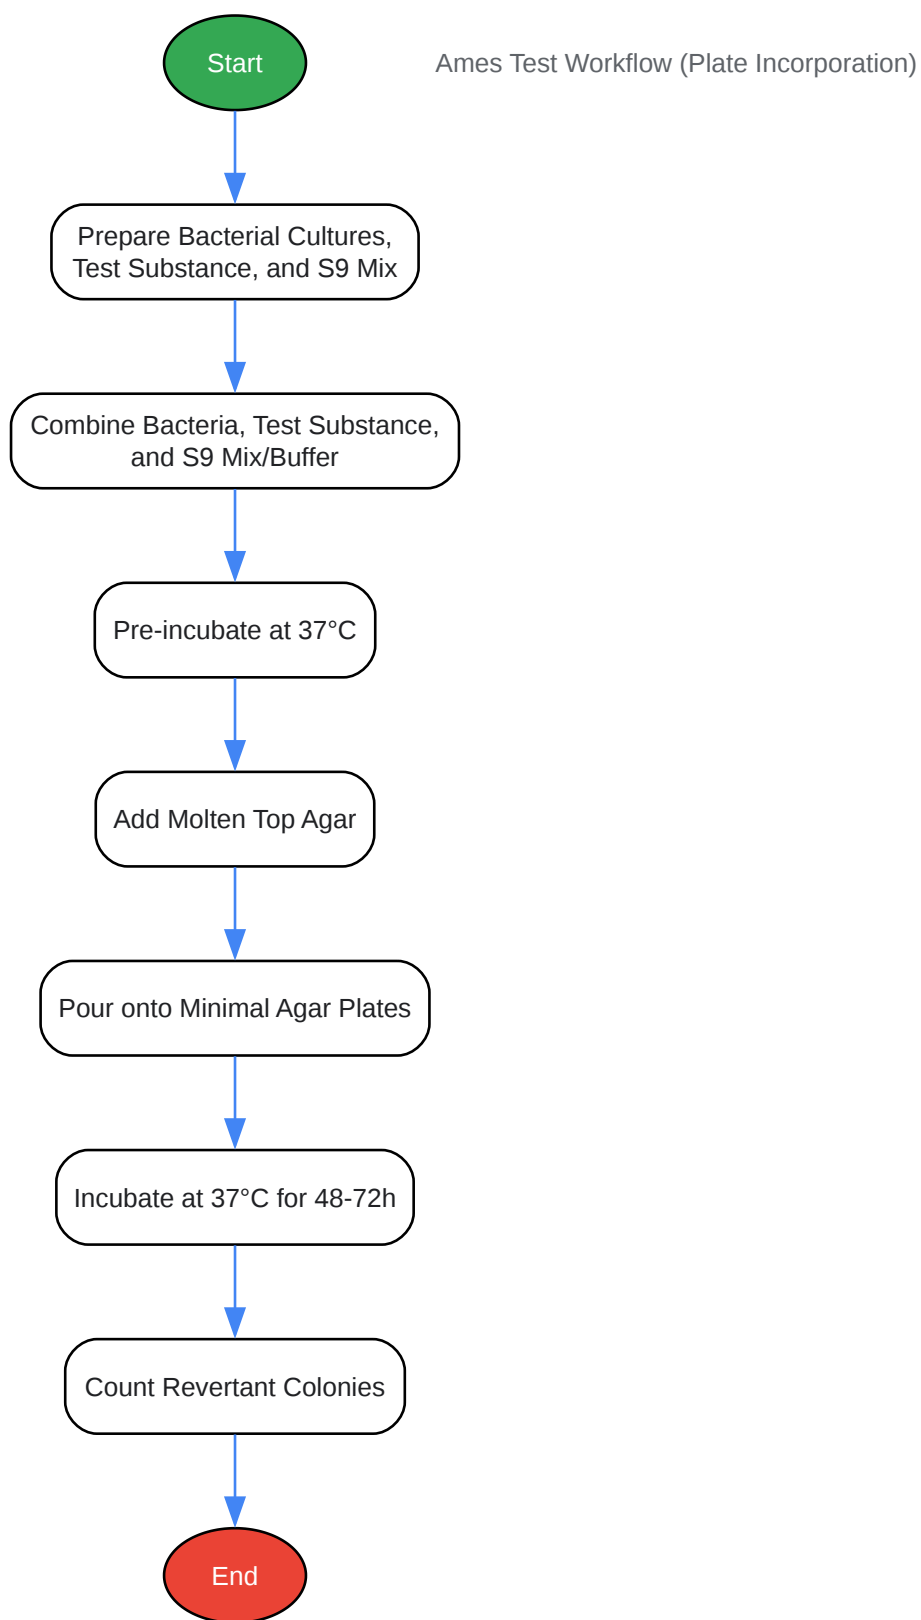 Start
Ames Test Workflow (Plate Incorporation)
Prepare Bacterial Cultures,
Test Substance, and S9 Mix
Combine Bacteria, Test Substance,
and S9 Mix/Buffer
Pre-incubate at 37°C
Add Molten Top Agar
Pour onto Minimal Agar Plates
Incubate at 37°C for 48-72h
Count Revertant Colonies
End